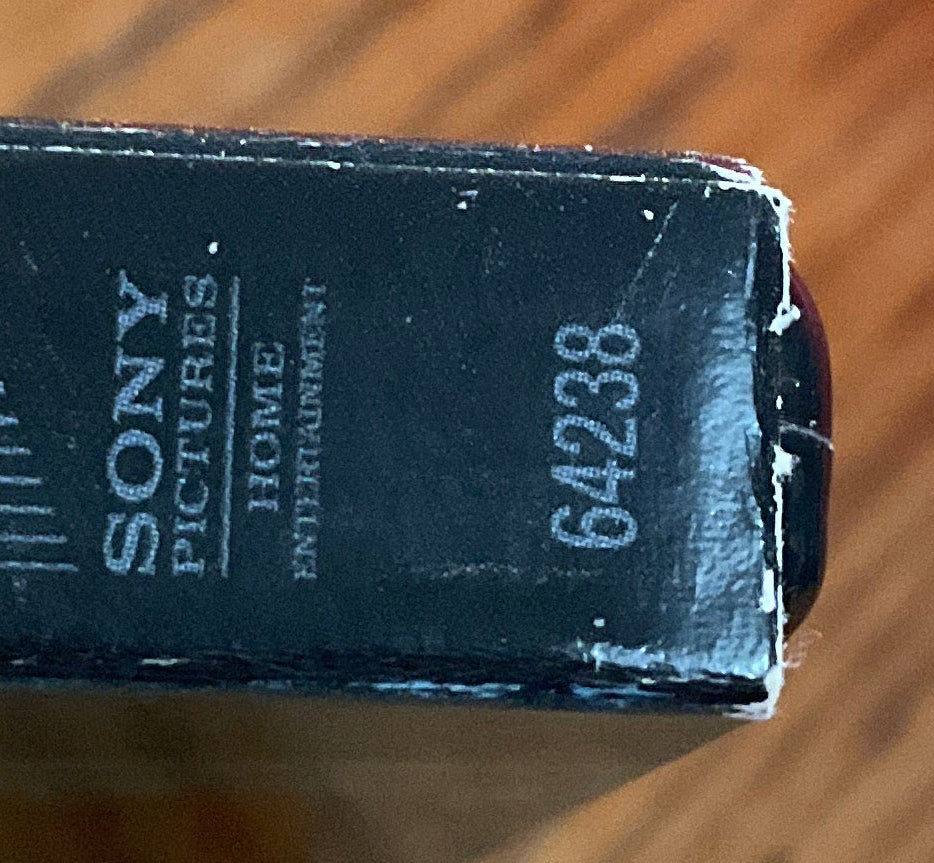 SONY
PICTURES
HOME
ENTERTAINMENT
64238